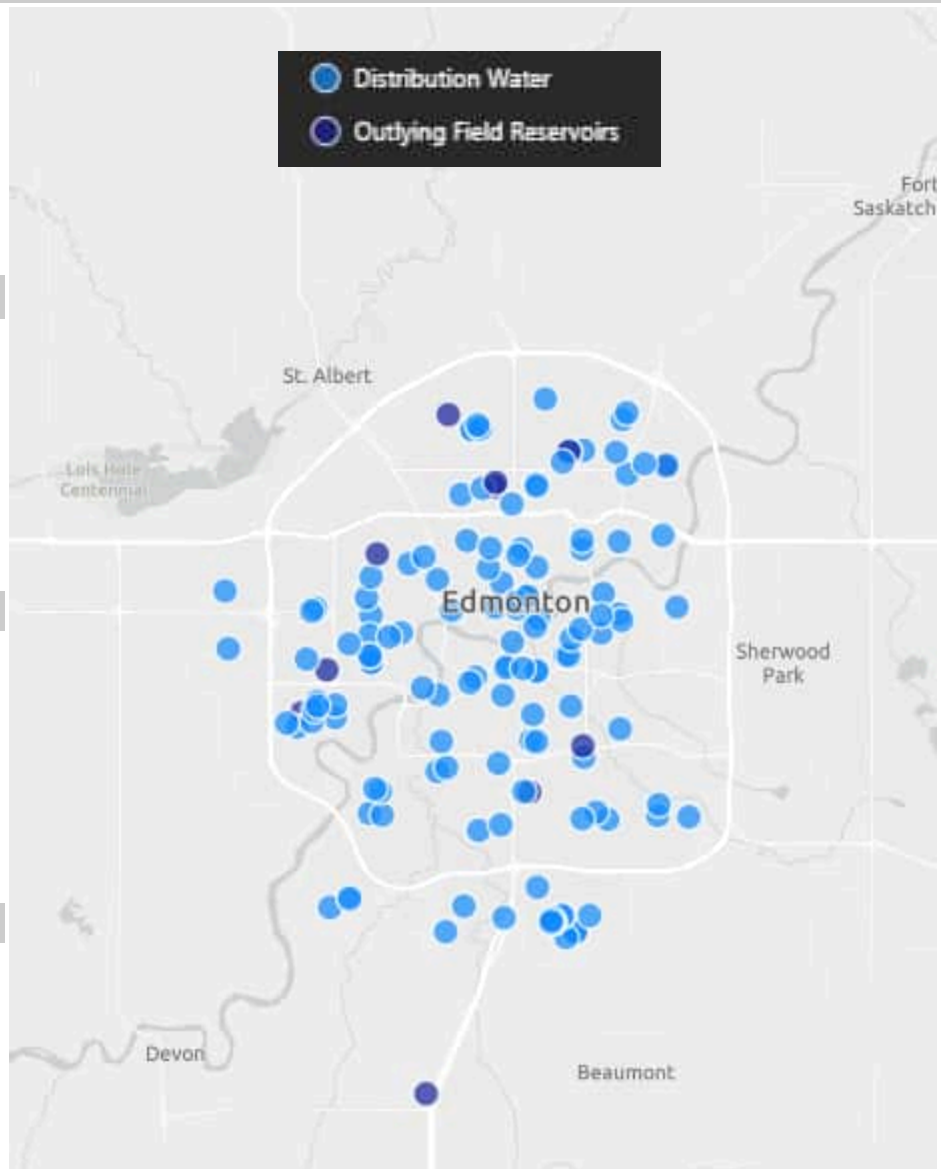 Distribution Water
Outlying Field Reservoirs
Fort
Saskatch
St. Albert
Lois Hole
Centennial
Edmonton
Sherwood
Park
Devon
Beaumont